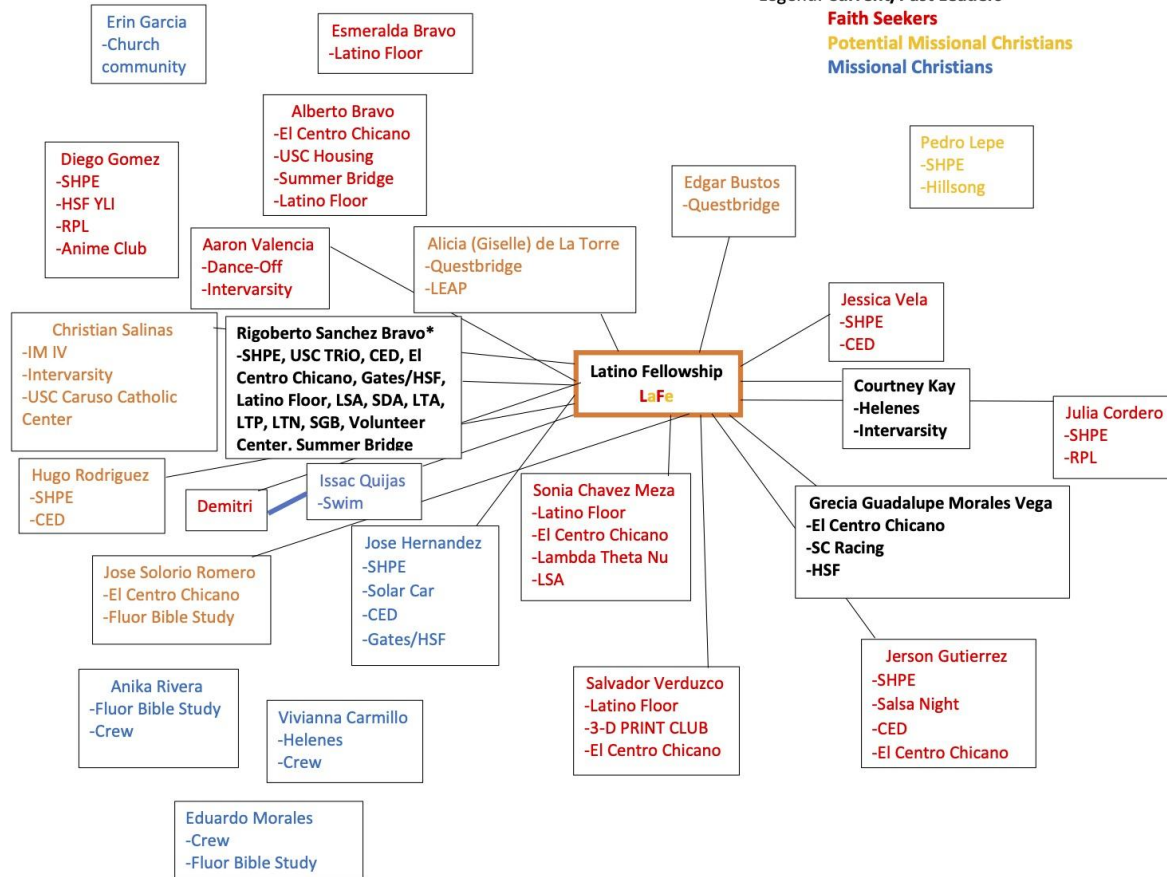 Legend: Current/Past Leaders
Faith Seekers
Potential Missional Christians
Missional Christians
Erin Garcia
-Church
community
Esmeralda Bravo
-Latino Floor
Alberto Bravo
-El Centro Chicano
-USC Housing
-Summer Bridge
-Latino Floor
Diego Gomez
-SHPE
-HSF YLI
-RPL
-Anime Club
Pedro Lepe
-SHPE
-Hillsong
Edgar Bustos
-Questbridge
Aaron Valencia
-Dance-Off
-Intervarsity
Alicia (Giselle) de La Torre
-Questbridge
-LEAP
Jessica Vela
-SHPE
-CED
Christian Salinas
-IM IV
-Intervarsity
-USC Caruso Catholic
Center
Rigoberto Sanchez Bravo*
-SHPE, USC TRiO, CED, El
Centro Chicano, Gates/HSF,
Latino Floor, LSA, SDA, LTA,
LTP, LTN, SGB, Volunteer
Center, Summer Bridge
Latino Fellowship
LaFe
Courtney Kay
-Helenes
-Intervarsity
Julia Cordero
-SHPE
-RPL
Hugo Rodriguez
-SHPE
-CED
Demitri
Issac Quijas
-Swim
Sonia Chavez Meza
-Latino Floor
-El Centro Chicano
-Lambda Theta Nu
-LSA
Grecia Guadalupe Morales Vega
-El Centro Chicano
-SC Racing
-HSF
Jose Hernandez
-SHPE
-Solar Car
-CED
-Gates/HSF
Jose Solorio Romero
-El Centro Chicano
-Fluor Bible Study
Jerson Gutierrez
-SHPE
-Salsa Night
-CED
-El Centro Chicano
Salvador Verduzco
-Latino Floor
-3-D PRINT CLUB
-El Centro Chicano
Anika Rivera
-Fluor Bible Study
-Crew
Vivianna Carmillo
-Helenes
-Crew
Eduardo Morales
-Crew
-Fluor Bible Study